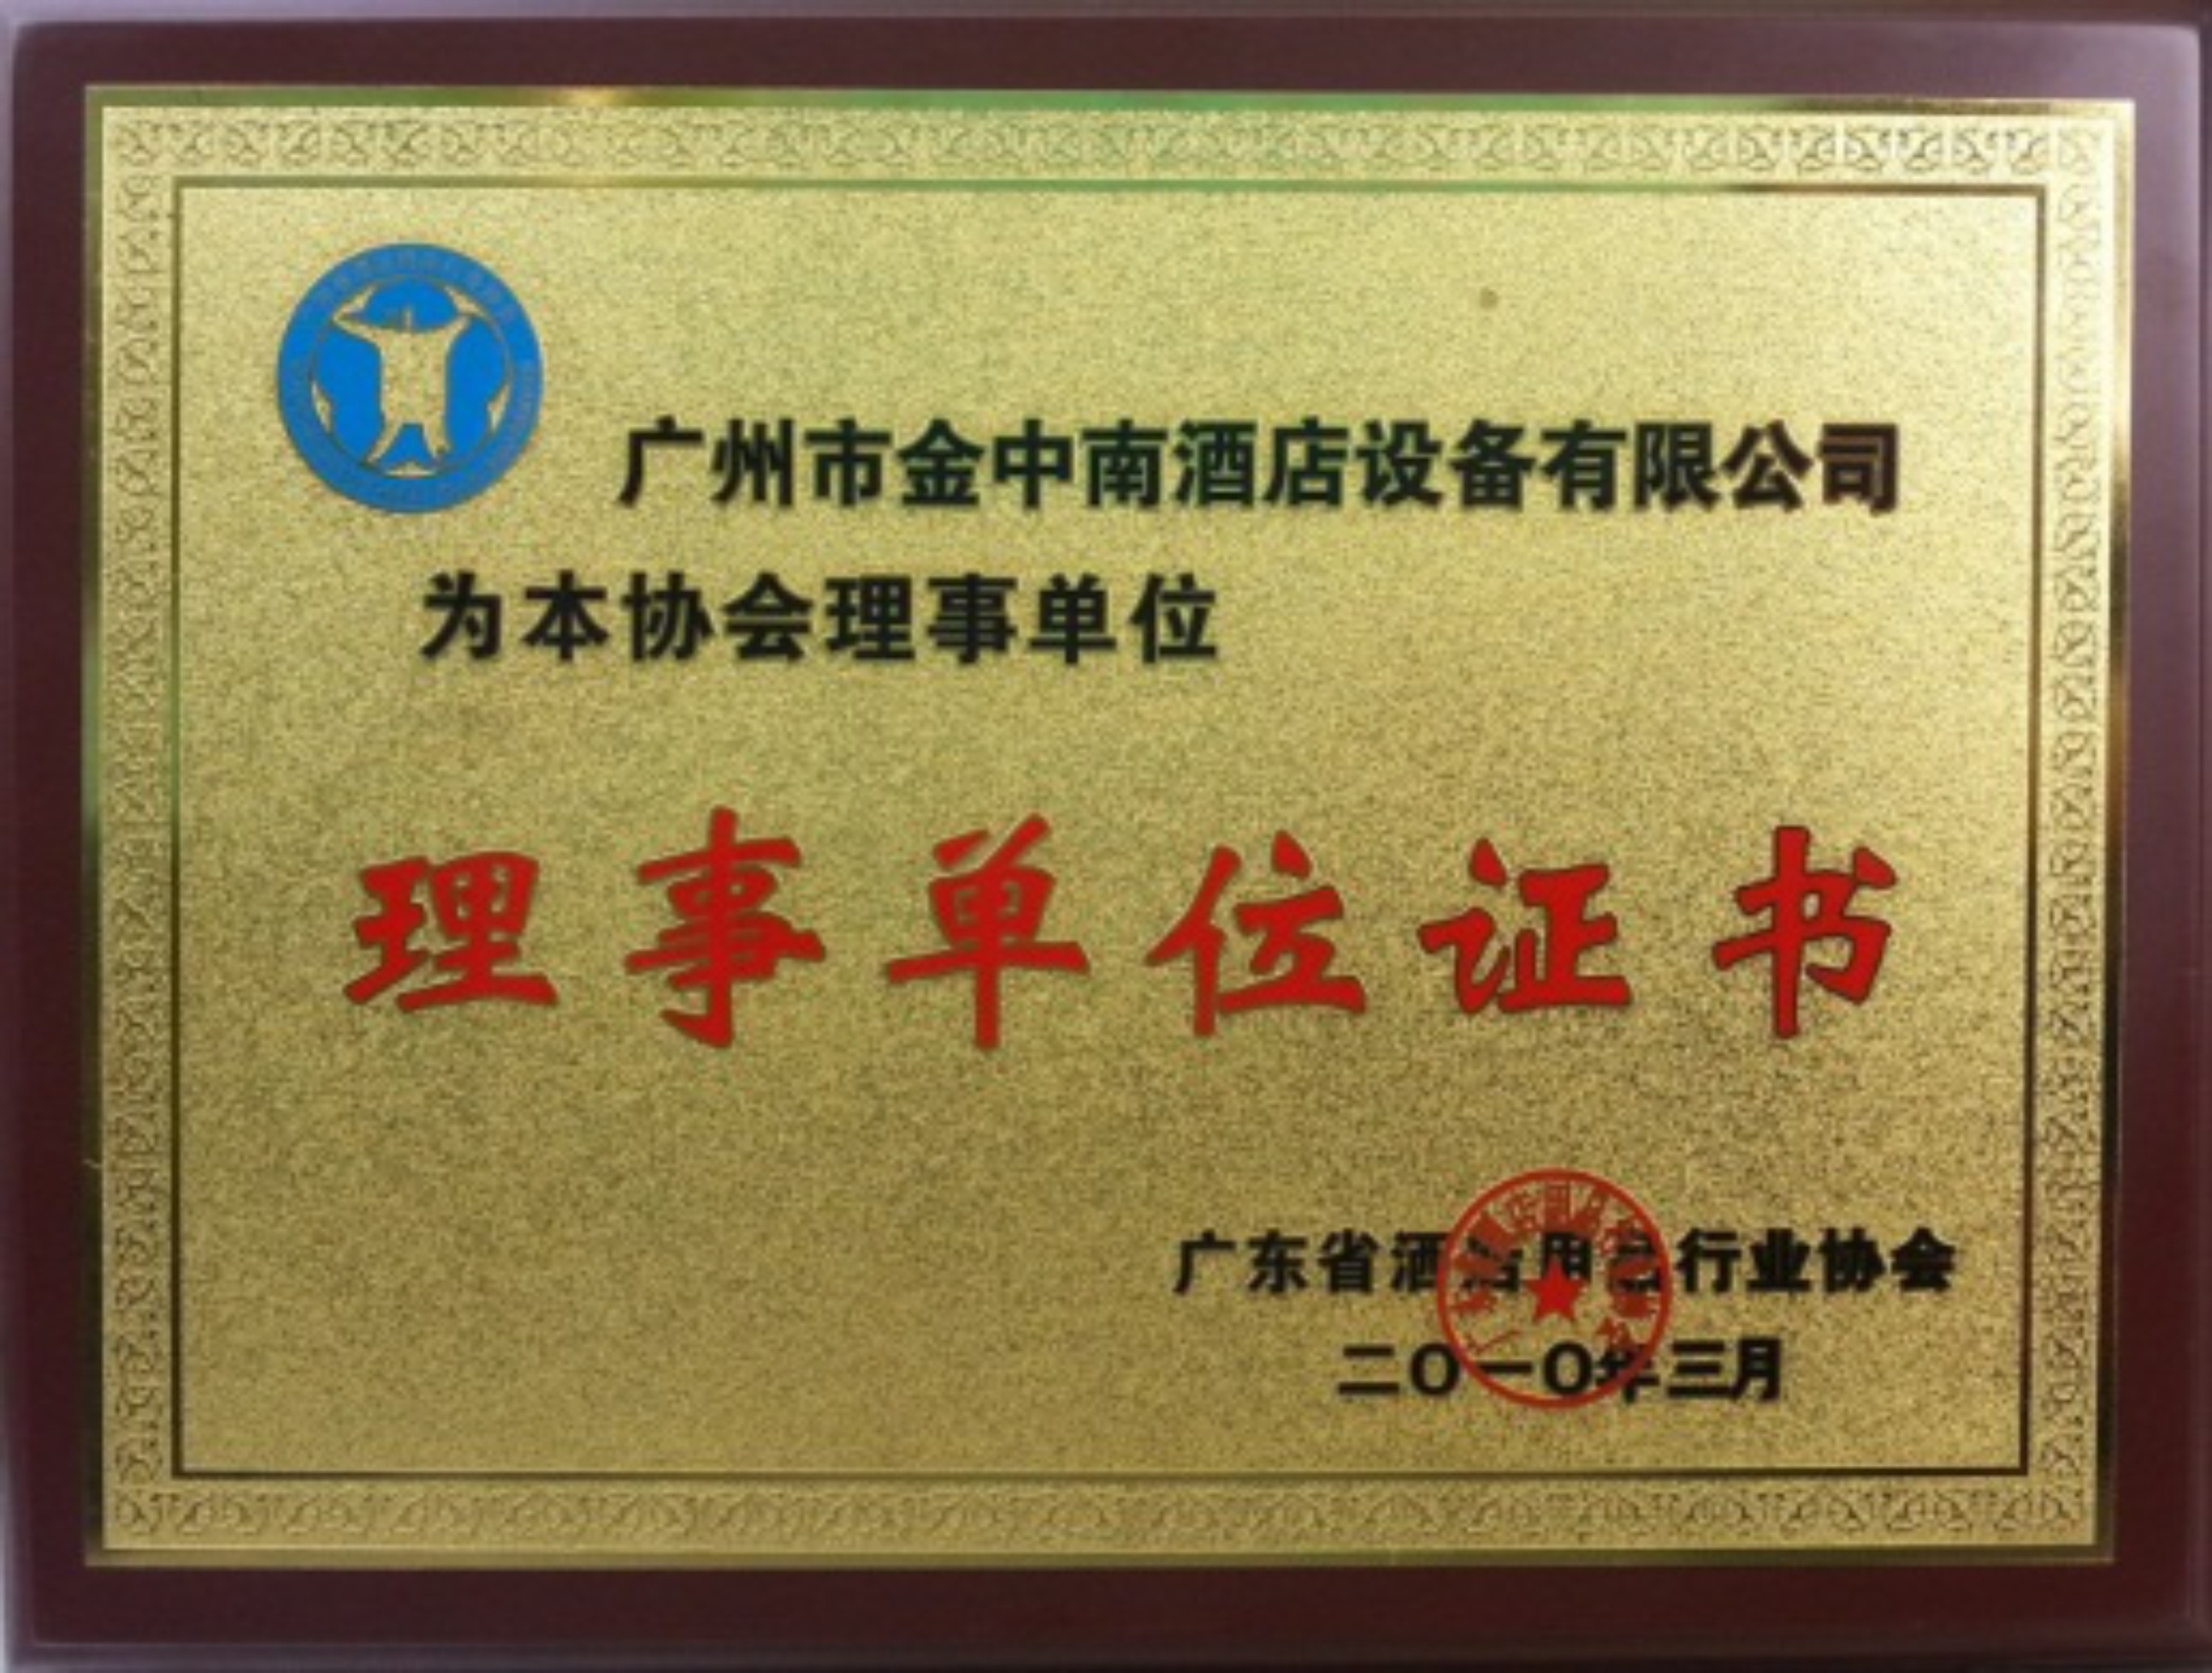 广州市金中南酒店设备有限公司
为本协会理事单位
理事单位证书
广东省酒店用品行业协会
二〇一〇年三月